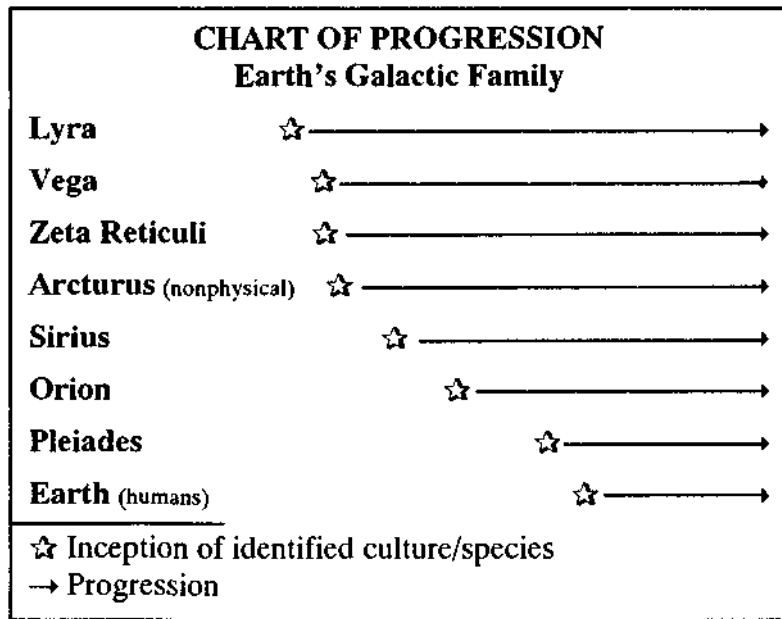 CHART OF PROGRESSION
Earth's Galactic Family
Lyra
Vega
Zeta Reticuli
Arcturus (nonphysical)
Sirius
Orion
Pleiades
Earth (humans)
☆ Inception of identified culture/species
→ Progression